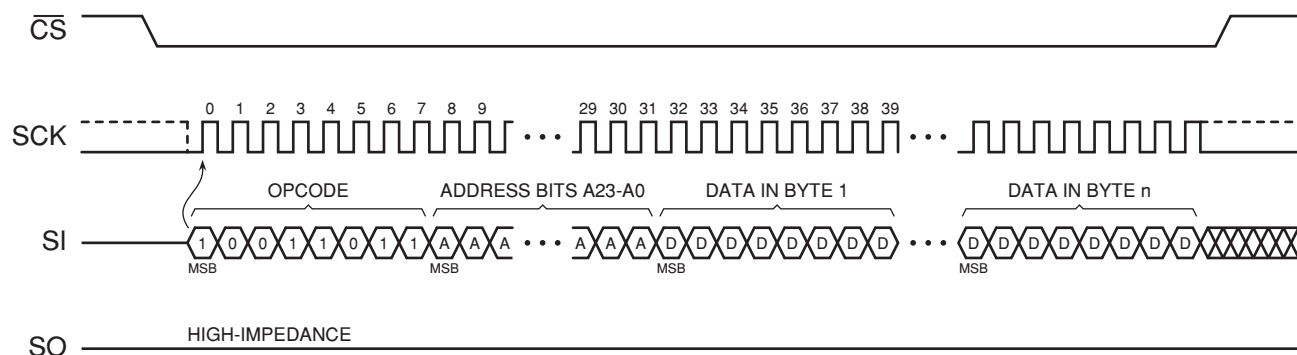 CS
0 1 2 3 4 5 6 7 8 9 29 30 31 32 33 34 35 36 37 38 39
SCK
OPCODE ADDRESS BITS A23-A0 DATA IN BYTE 1 DATA IN BYTE n
SI 1 0 0 1 1 0 1 1 A A A A A A D D D D D D D D D D D D D D D D
MSB MSB MSB MSB
HIGH-IMPEDANCE
SO